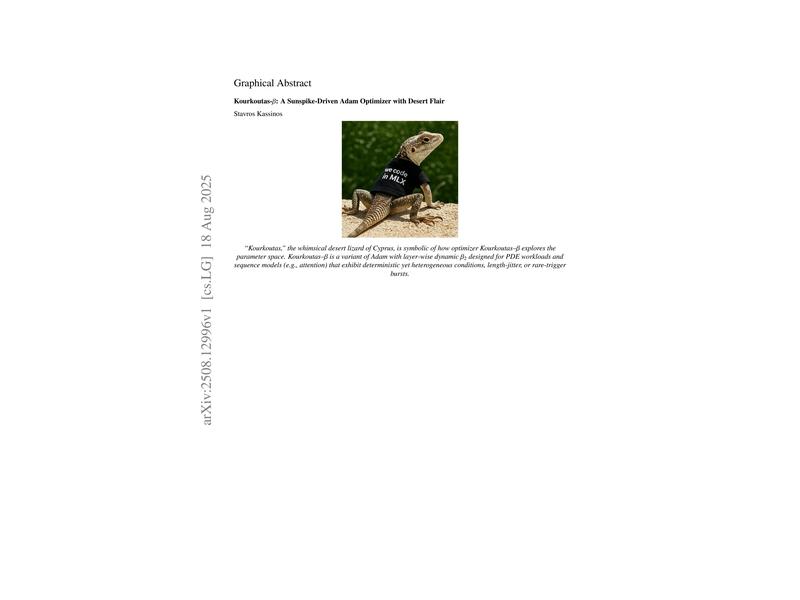 Graphical Abstract
Kourkoutas-β: A Sunspike-Driven Adam Optimizer with Desert Flair
Stavros Kassinos
we code
in MLX
"Kourkoutas," the whimsical desert lizard of Cyprus, is symbolic of how optimizer Kourkoutas–β explores the
parameter space. Kourkoutas–β is a variant of Adam with layer-wise dynamic β₂ designed for PDE workloads and
sequence models (e.g., attention) that exhibit deterministic yet heterogeneous conditions, length-jitter, or rare-trigger
bursts.
arXiv:2508.12996v1 [cs.LG] 18 Aug 2025